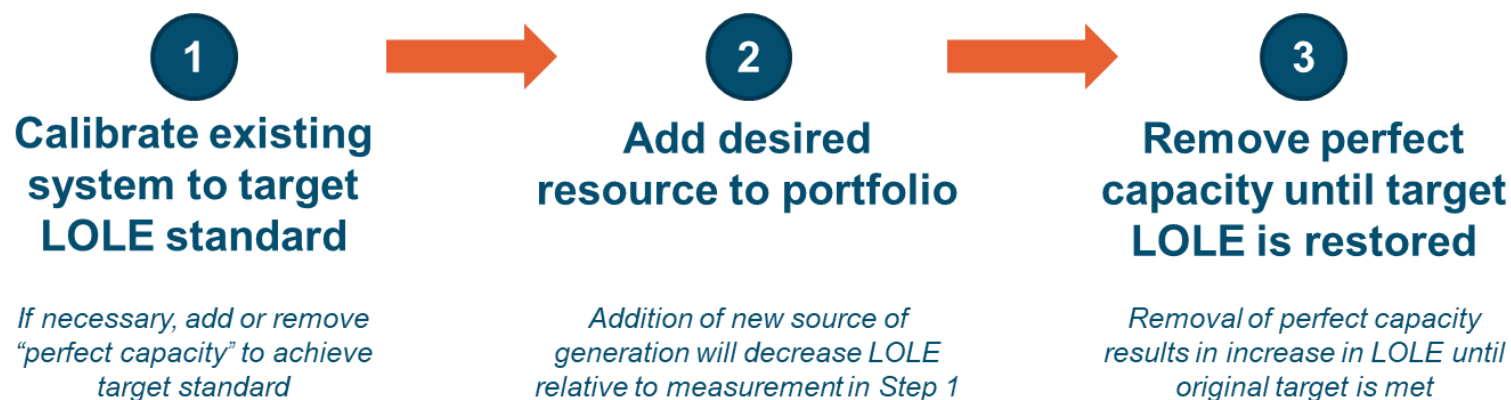 1
Calibrate existing
system to target
LOLE standard
If necessary, add or remove
“perfect capacity” to achieve
target standard
2
Add desired
resource to portfolio
Addition of new source of
generation will decrease LOLE
relative to measurement in Step 1
3
Remove perfect
capacity until target
LOLE is restored
Removal of perfect capacity
results in increase in LOLE until
original target is met